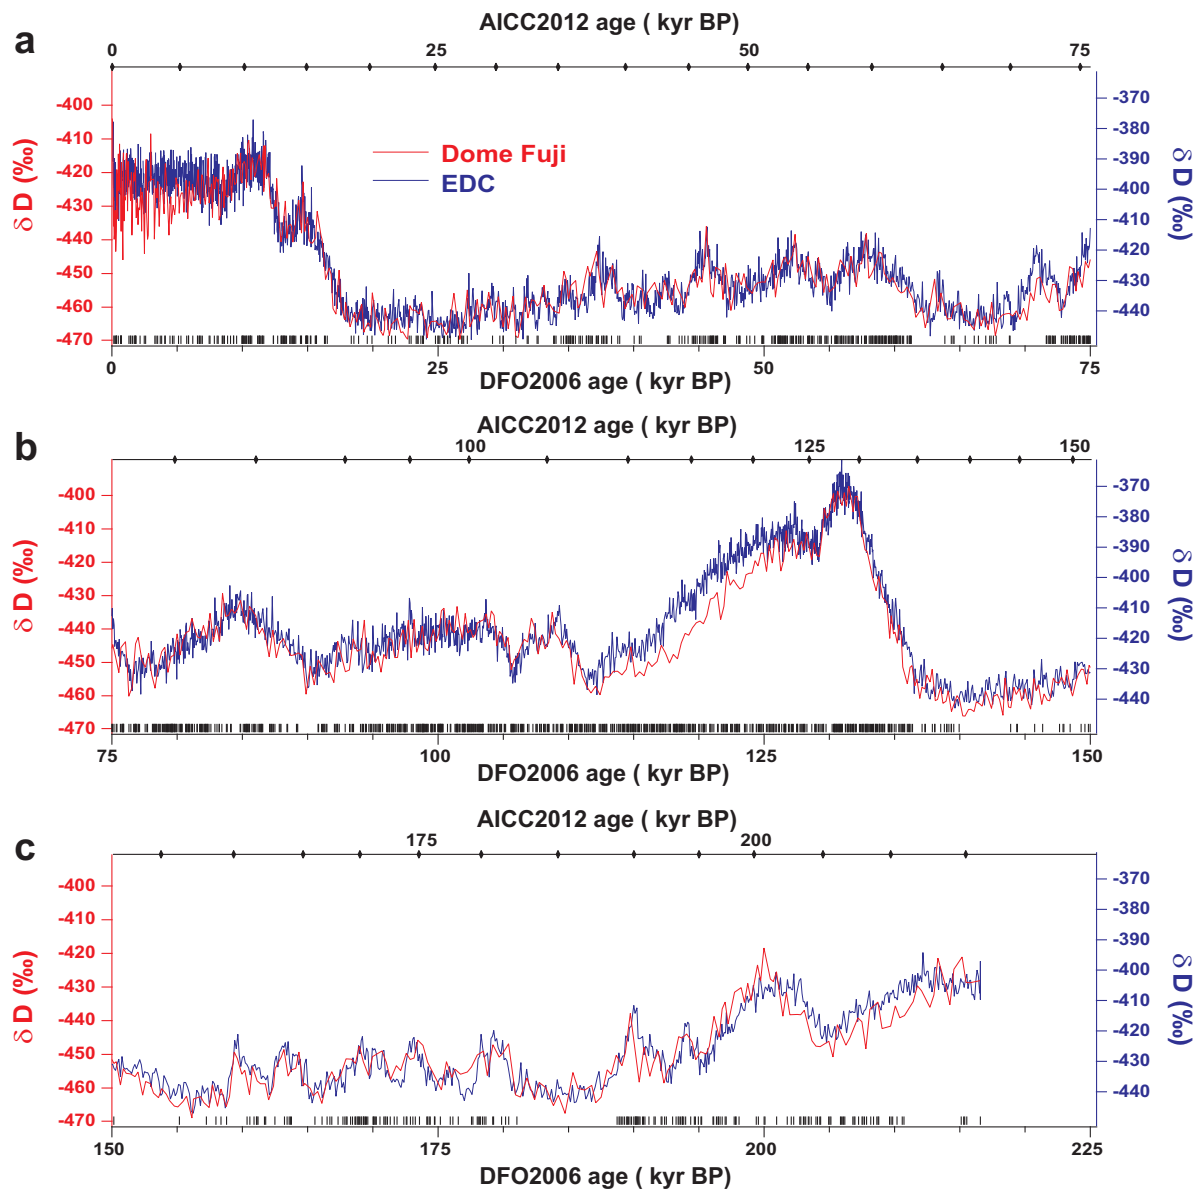 a
AICC2012 age ( kyr BP)
0 25 50 75
-400
-410
-420
-430
-440
-450
-460
-470
δ D (‰)
Dome Fuji
EDC
-370
-380
-390
-400
-410
-420
-430
-440
δ D (‰)
0 25 50 75
DFO2006 age ( kyr BP)
b
AICC2012 age ( kyr BP)
100 125 150
-400
-410
-420
-430
-440
-450
-460
-470
δ D (‰)
-370
-380
-390
-400
-410
-420
-430
-440
δ D (‰)
75 100 125 150
DFO2006 age ( kyr BP)
c
AICC2012 age ( kyr BP)
175 200
-400
-410
-420
-430
-440
-450
-460
-470
δ D (‰)
-370
-380
-390
-400
-410
-420
-430
-440
δ D (‰)
150 175 200 225
DFO2006 age ( kyr BP)